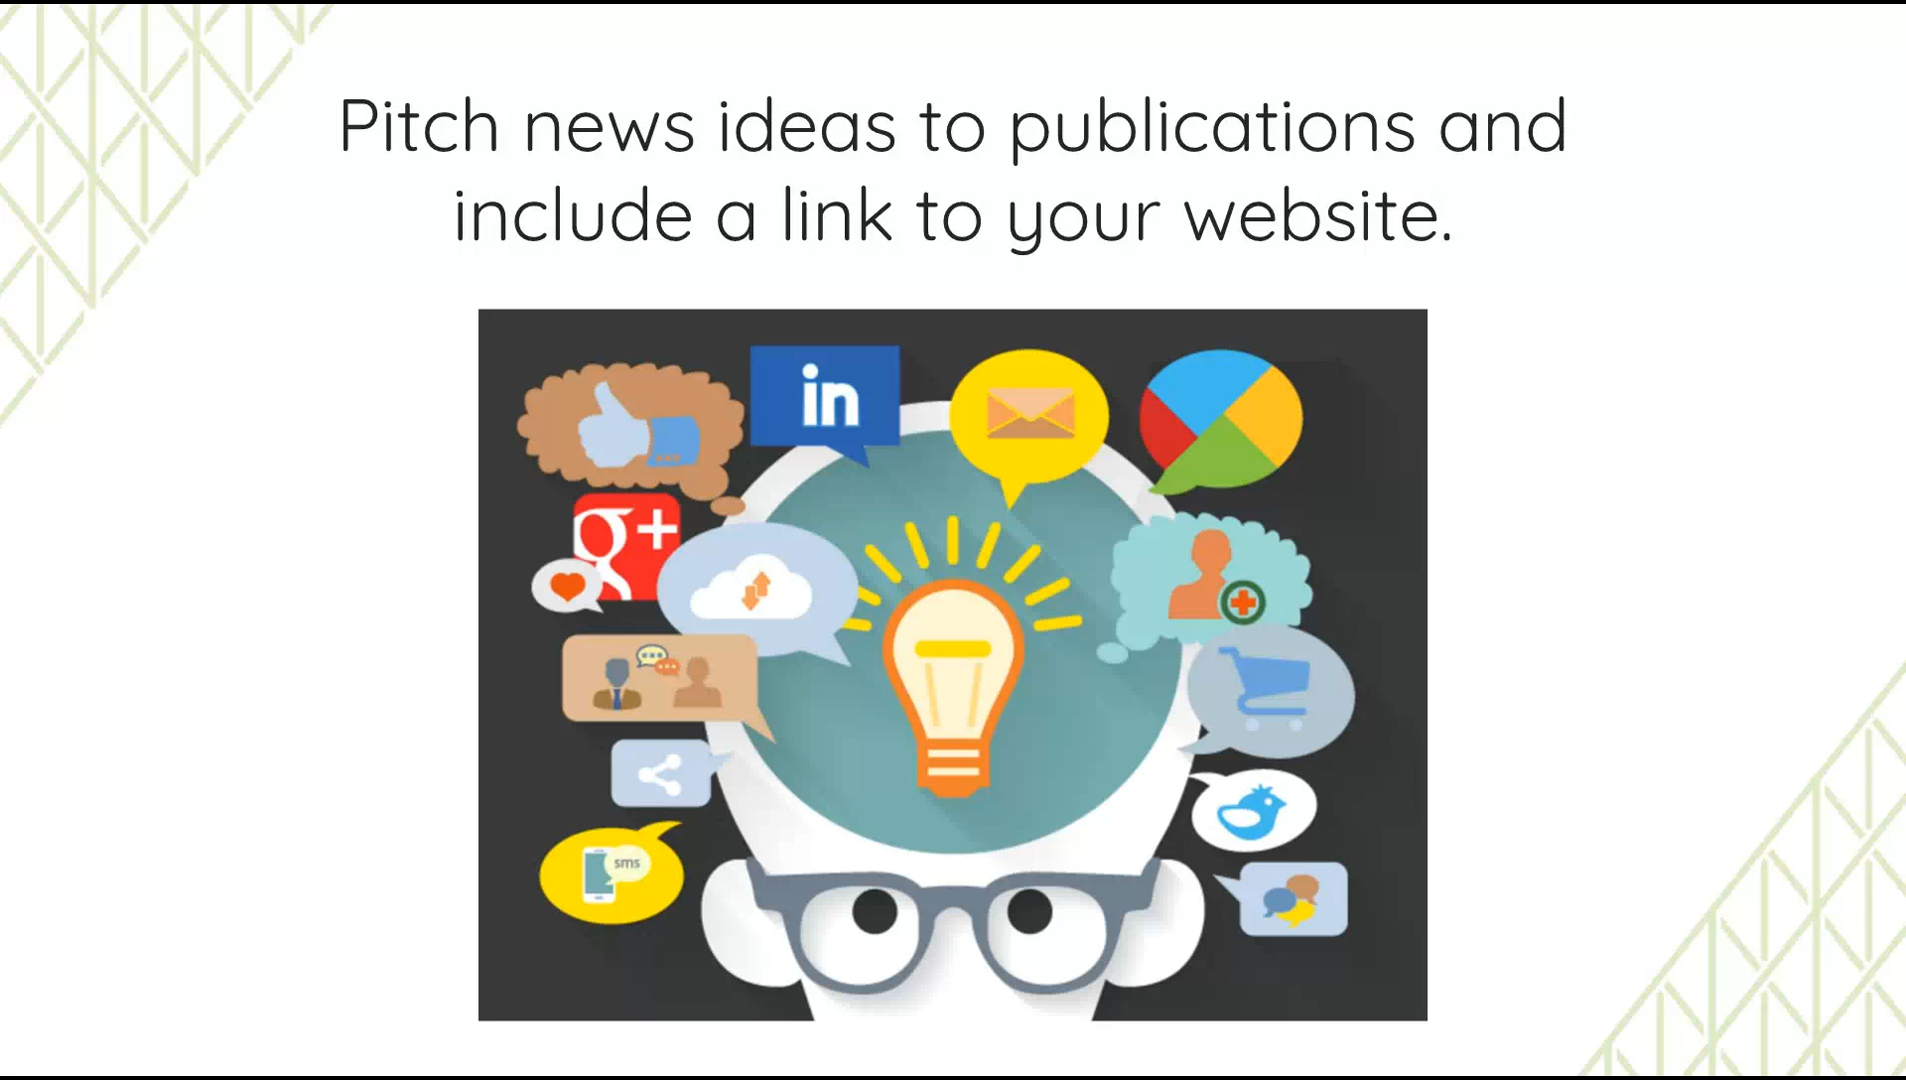 Pitch news ideas to publications and
include a link to your website.
in
g+
sms